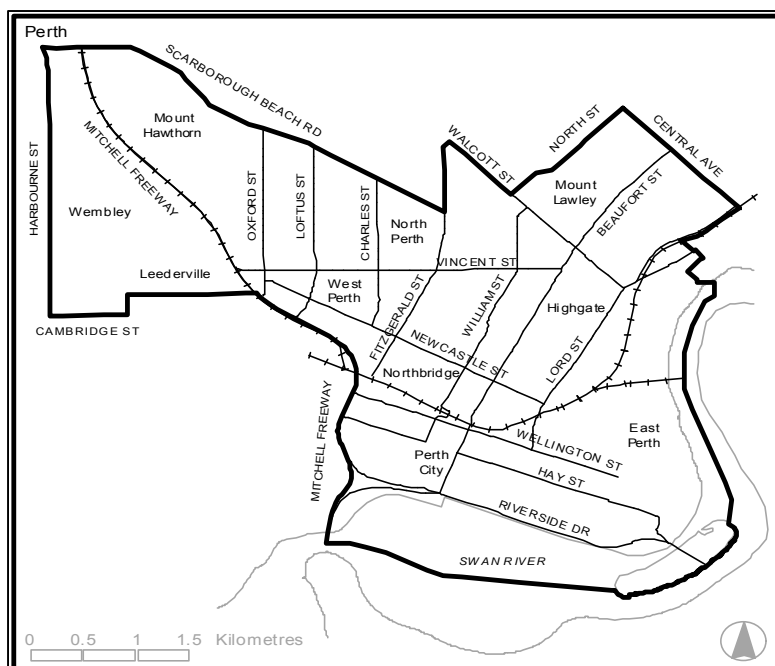 Perth
SCARBOROUGH BEACH RD
NORTH ST
CENTRAL AVE
WALCOTT ST
Mount
Hawthorn
MITCHELL FREEWAY
HARBOURNE ST
Mount
Lawley
BEAUFORT ST
Wembley
OXFORD ST
LOFTUS ST
CHARLES ST
North
Perth
Leederville
VINCENT ST
West
Perth
FITZGERALD ST
WILLIAM ST
Highgate
CAMBRIDGE ST
NEWCASTLE ST
LORD ST
Northbridge
MITCHELL FREEWAY
WELLINGTON ST
East
Perth
Perth
City
HAY ST
RIVERSIDE DR
SWAN RIVER
0 0.5 1 1.5 Kilometres